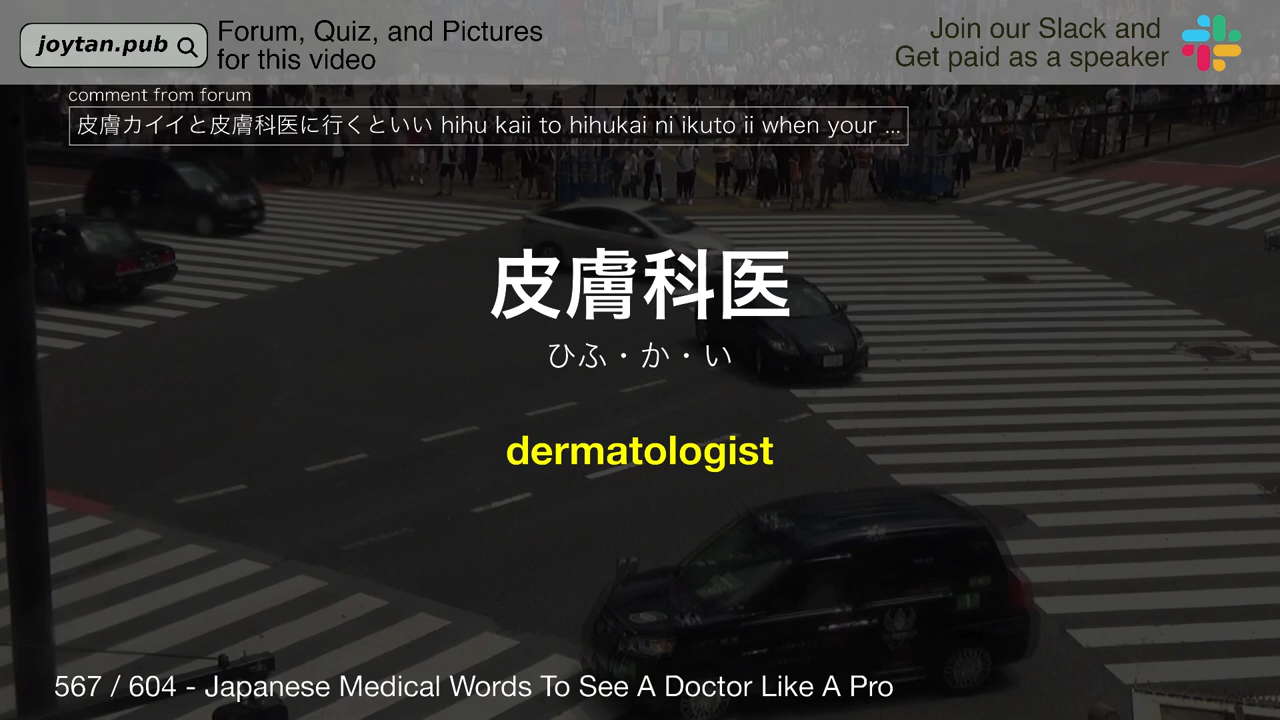 joytan.pub
Forum, Quiz, and Pictures
for this video
Join our Slack and
Get paid as a speaker
comment from forum
皮膚カイイと皮膚科医に行くといい hihu kaii to hihukai ni ikuto ii when your ...
皮膚科医
ひふ・か・い
dermatologist
567 / 604 - Japanese Medical Words To See A Doctor Like A Pro